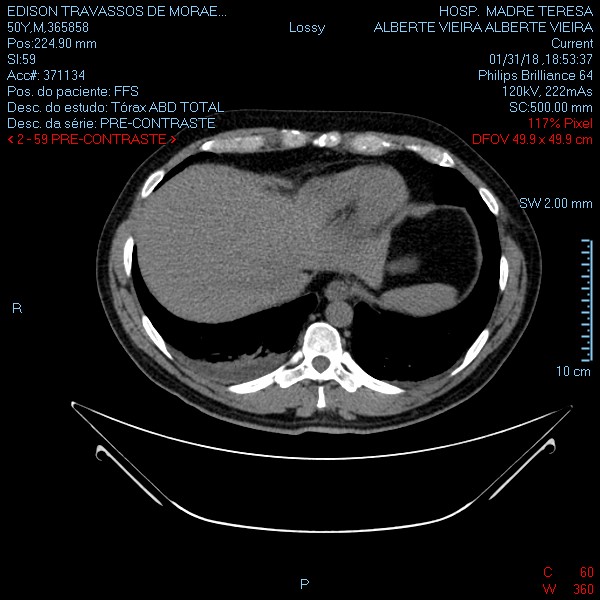 EDISON TRAVASSOS DE MORAE...
50Y,M,365858
Pos:224.90 mm
SI:59
Acc#: 371134
Pos. do paciente: FFS
Desc. do estudo: Tórax ABD TOTAL
Desc. da série: PRE-CONTRASTE
< 2 - 59 PRE-CONTRASTE >
Lossy
HOSP. MADRE TERESA
ALBERTE VIEIRA ALBERTE VIEIRA
Current
01/31/18 ,18:53:37
Philips Brilliance 64
120kV, 222mAs
SC:500.00 mm
117% Pixel
DFOV 49.9 x 49.9 cm
SW 2.00 mm
R
10 cm
P
C 60
W 360